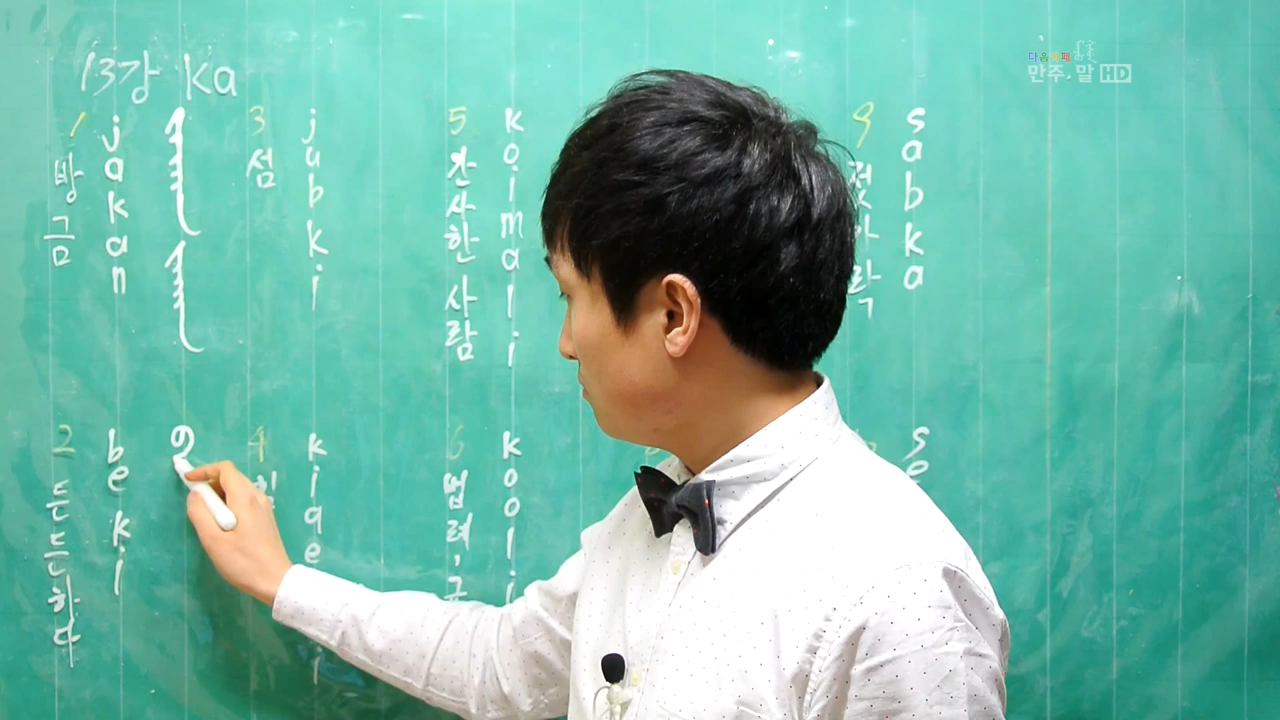 13강 Ka
1
방금
jakan
2
든든하다
beki
3
섬
jubki
4
kiqe
5
간사한 사람
koimali
6
법려,
kooli
9
젓가락
sabka
se
다음카페
만주.말 HD